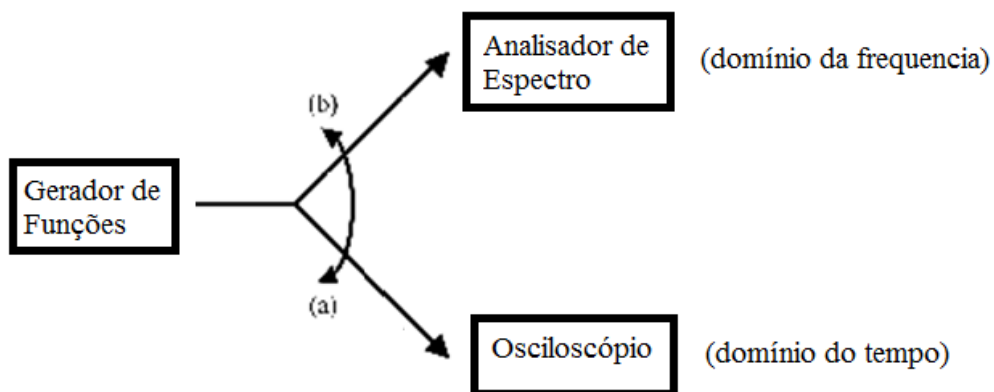 Analisador de
Espectro
(domínio da frequencia)
(b)
Gerador de
Funções
(a)
Osciloscópio
(domínio do tempo)